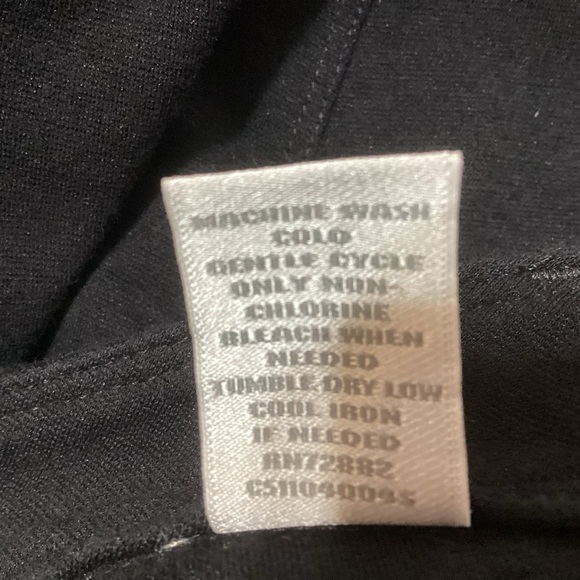 MACHINE WASH
COLD
GENTLE CYCLE
ONLY NON-
CHLORINE
BLEACH WHEN
NEEDED
TUMBLE DRY LOW
COOL IRON
IF NEEDED
RN72882